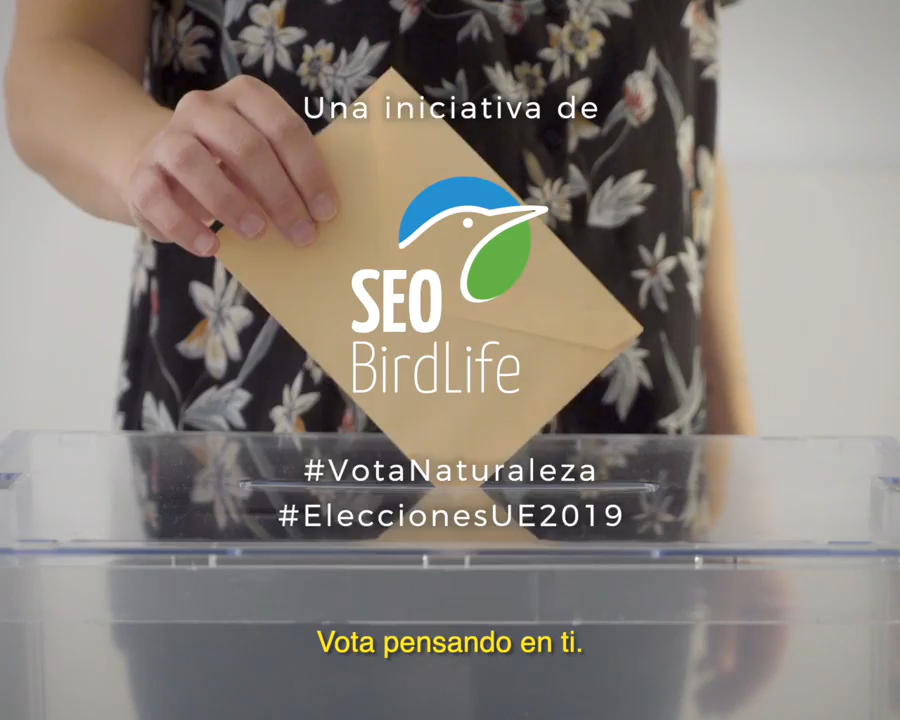 Una iniciativa de
SEO
BirdLife
#VotaNaturaleza
#EleccionesUE2019
Vota pensando en ti.